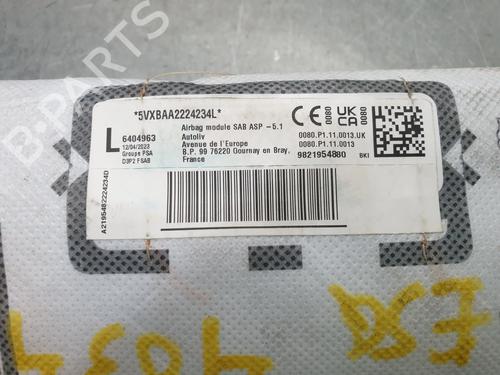 *5VXBAA2224234L*
L
6404963
12/04/2023
Groupe PSA
D3P2 FSAB
Airbag module SAB ASP -5.1
Autoliv
Avenue de l'Europe
B.P. 99 76220 Gournay en Bray,
France
CE
0080
UK
CA
0080
0080.P1.11.0013.UK
0080.P1.11.0013
9821954880
BKI
A2195482224234D